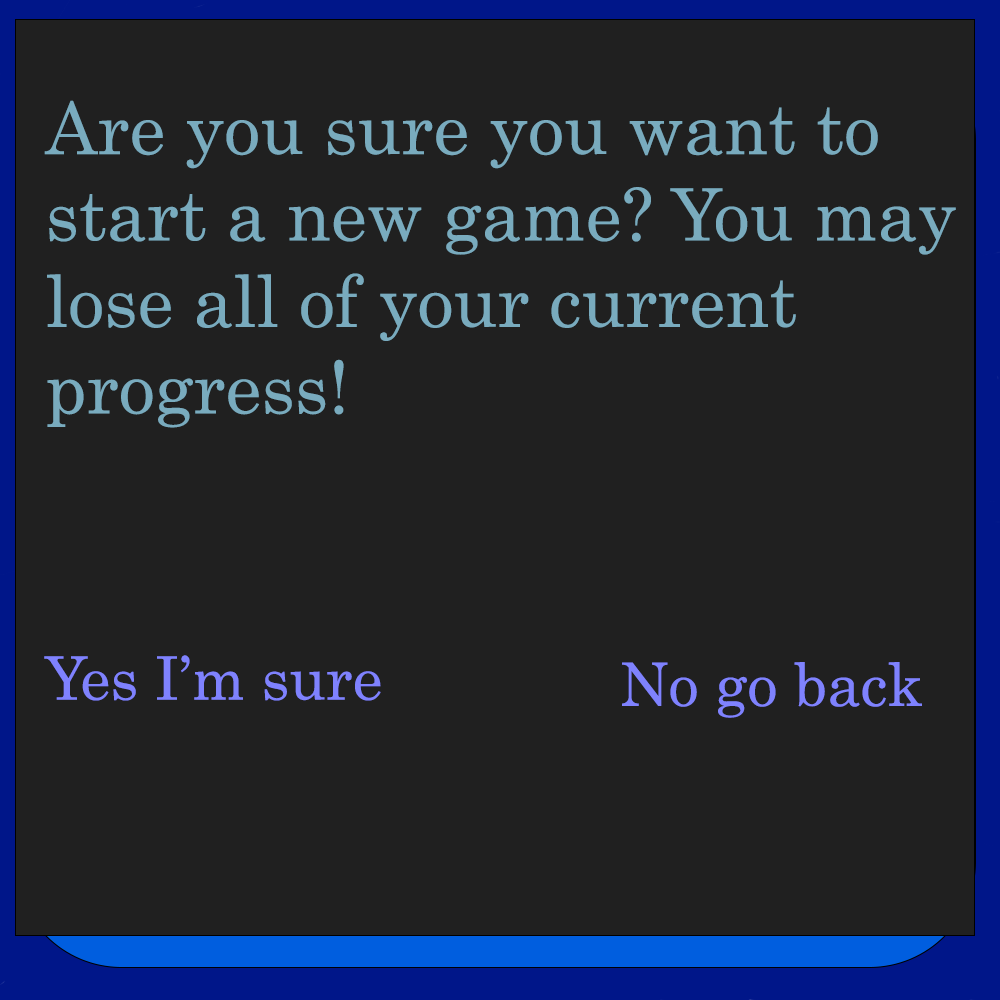 Are you sure you want to
start a new game? You may
lose all of your current
progress!
Yes I’m sure
No go back